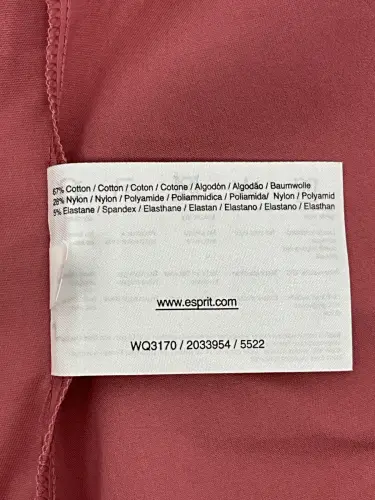 67% Cotton / Cotton / Coton / Cotone / Algodón / Algodão / Baumwolle
28% Nylon / Nylon / Polyamide / Poliammidica / Poliamida/ Nylon / Polyamid
5% Elastane / Spandex / Elasthane / Elastan / Elastano / Elastano / Elasthan
www.esprit.com
WQ3170 / 2033954 / 5522